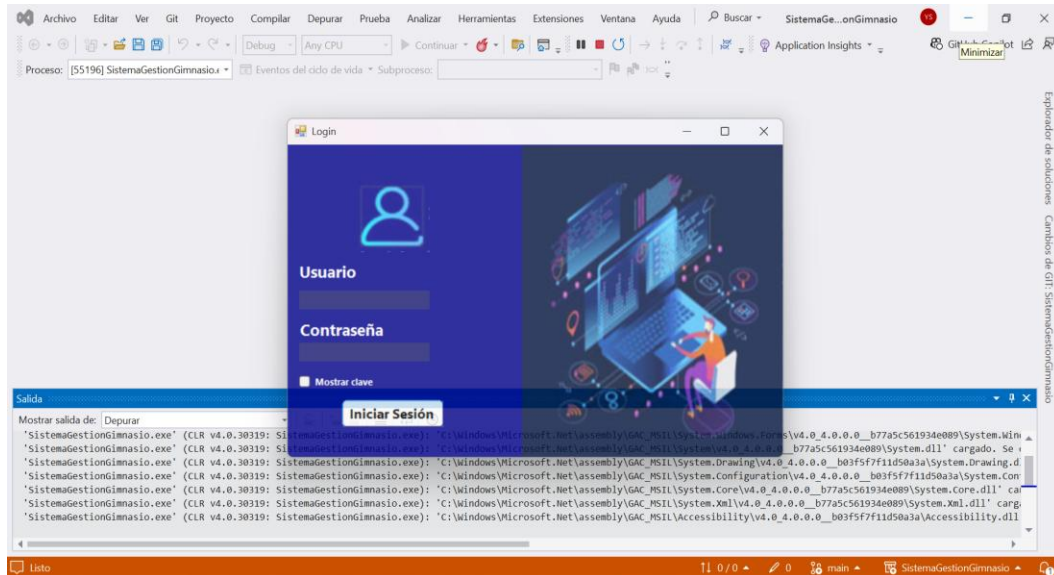 Archivo Editar Ver Git Proyecto Compilar Depurar Prueba Analizar Herramientas Extensiones Ventana Ayuda Buscar SistemaGe...onGimnasio YS
Debug Any CPU Continuar Application Insights GitHub Copilot
Minimizar
Proceso: [55196] SistemaGestionGimnasio.e Eventos del ciclo de vida Subproceso:
Explorador de soluciones Cambios de GIT: SistemaGestionGimnasio
Login
Usuario
Contraseña
Mostrar clave
Iniciar Sesión
Salida
Mostrar salida de: Depurar
'SistemaGestionGimnasio.exe' (CLR v4.0.30319: SistemaGestionGimnasio.exe): 'C:\Windows\Microsoft.Net\assembly\GAC_MSIL\System.Windows.Forms\v4.0_4.0.0.0__b77a5c561934e089\System.Win
'SistemaGestionGimnasio.exe' (CLR v4.0.30319: SistemaGestionGimnasio.exe): 'C:\Windows\Microsoft.Net\assembly\GAC_MSIL\System\v4.0_4.0.0.0__b77a5c561934e089\System.dll' cargado. Se
'SistemaGestionGimnasio.exe' (CLR v4.0.30319: SistemaGestionGimnasio.exe): 'C:\Windows\Microsoft.Net\assembly\GAC_MSIL\System.Drawing\v4.0_4.0.0.0__b03f5f7f11d50a3a\System.Drawing.d
'SistemaGestionGimnasio.exe' (CLR v4.0.30319: SistemaGestionGimnasio.exe): 'C:\Windows\Microsoft.Net\assembly\GAC_MSIL\System.Configuration\v4.0_4.0.0.0__b03f5f7f11d50a3a\System.Con
'SistemaGestionGimnasio.exe' (CLR v4.0.30319: SistemaGestionGimnasio.exe): 'C:\Windows\Microsoft.Net\assembly\GAC_MSIL\System.Core\v4.0_4.0.0.0__b77a5c561934e089\System.Core.dll' ca
'SistemaGestionGimnasio.exe' (CLR v4.0.30319: SistemaGestionGimnasio.exe): 'C:\Windows\Microsoft.Net\assembly\GAC_MSIL\System.Xml\v4.0_4.0.0.0__b77a5c561934e089\System.Xml.dll' carg
'SistemaGestionGimnasio.exe' (CLR v4.0.30319: SistemaGestionGimnasio.exe): 'C:\Windows\Microsoft.Net\assembly\GAC_MSIL\Accessibility\v4.0_4.0.0.0__b03f5f7f11d50a3a\Accessibility.dll
Listo 0 / 0 0 main SistemaGestionGimnasio